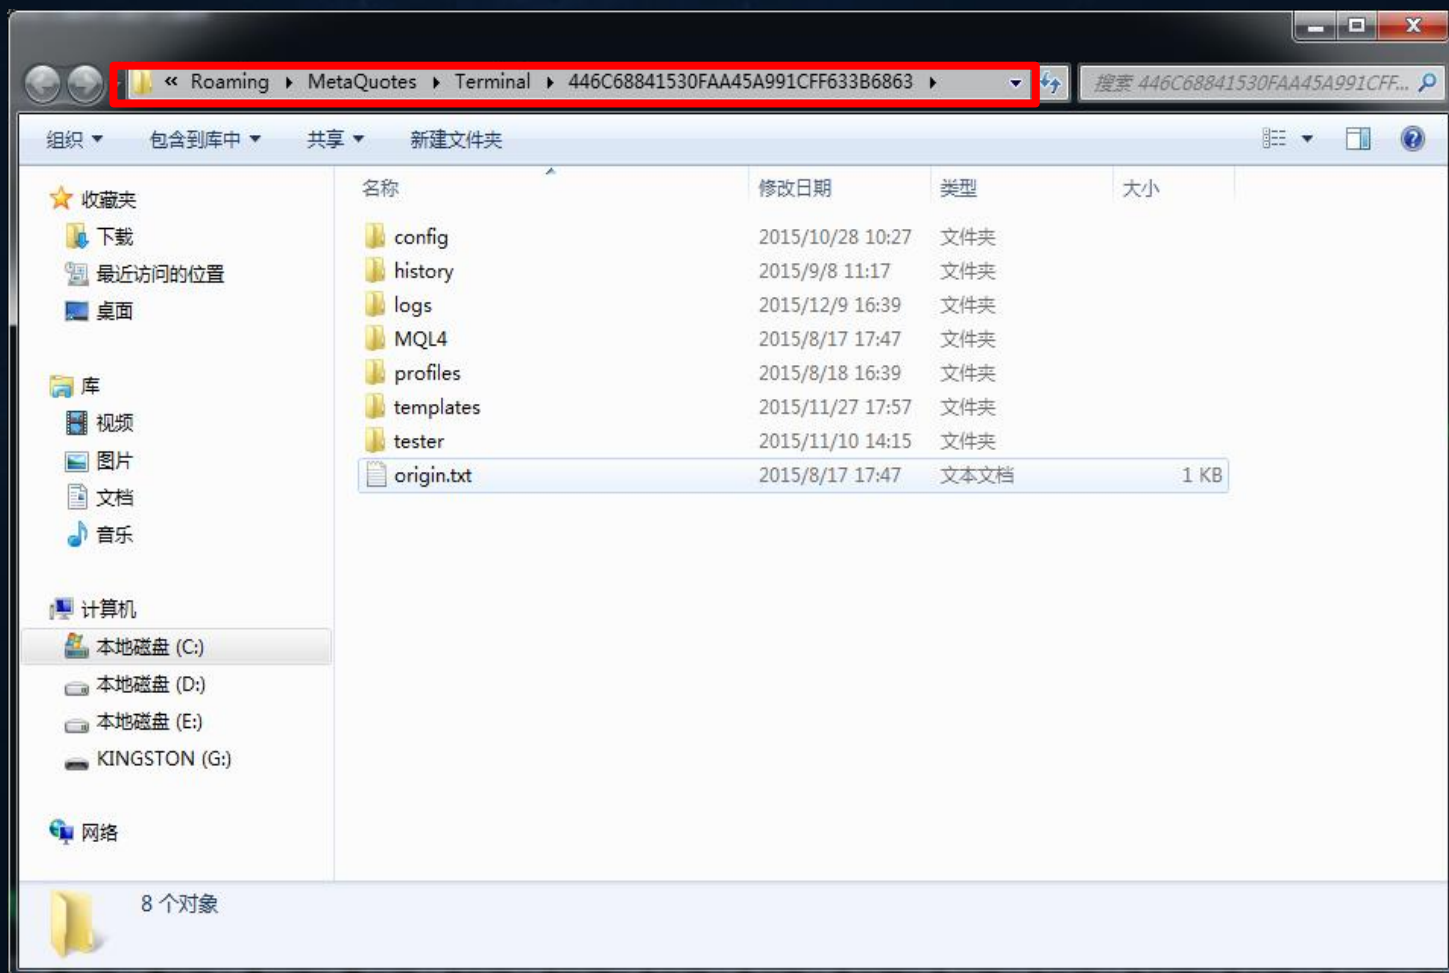 « Roaming MetaQuotes Terminal 446C68841530FAA45A991CFF633B6863
搜索 446C68841530FAA45A991CFF...
组织 包含到库中 共享 新建文件夹
名称 修改日期 类型 大小
收藏夹
下载
最近访问的位置
桌面
库
视频
图片
文档
音乐
计算机
本地磁盘 (C:)
本地磁盘 (D:)
本地磁盘 (E:)
KINGSTON (G:)
网络
config 2015/10/28 10:27 文件夹
history 2015/9/8 11:17 文件夹
logs 2015/12/9 16:39 文件夹
MQL4 2015/8/17 17:47 文件夹
profiles 2015/8/18 16:39 文件夹
templates 2015/11/27 17:57 文件夹
tester 2015/11/10 14:15 文件夹
origin.txt 2015/8/17 17:47 文本文档 1 KB
8 个对象